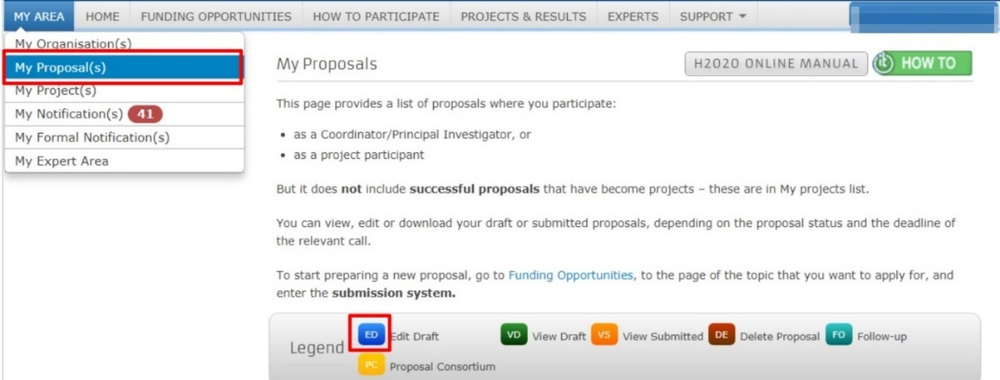 MY AREA HOME FUNDING OPPORTUNITIES HOW TO PARTICIPATE PROJECTS & RESULTS EXPERTS SUPPORT
My Organisation(s)
My Proposal(s)
My Project(s)
My Notification(s) 41
My Formal Notification(s)
My Expert Area
My Proposals
H2020 ONLINE MANUAL
it HOW TO
This page provides a list of proposals where you participate:
• as a Coordinator/Principal Investigator, or
• as a project participant
But it does not include successful proposals that have become projects – these are in My projects list.
You can view, edit or download your draft or submitted proposals, depending on the proposal status and the deadline of
the relevant call.
To start preparing a new proposal, go to Funding Opportunities, to the page of the topic that you want to apply for, and
enter the submission system.
Legend
ED Edit Draft VD View Draft VS View Submitted DE Delete Proposal FO Follow-up
PC Proposal Consortium